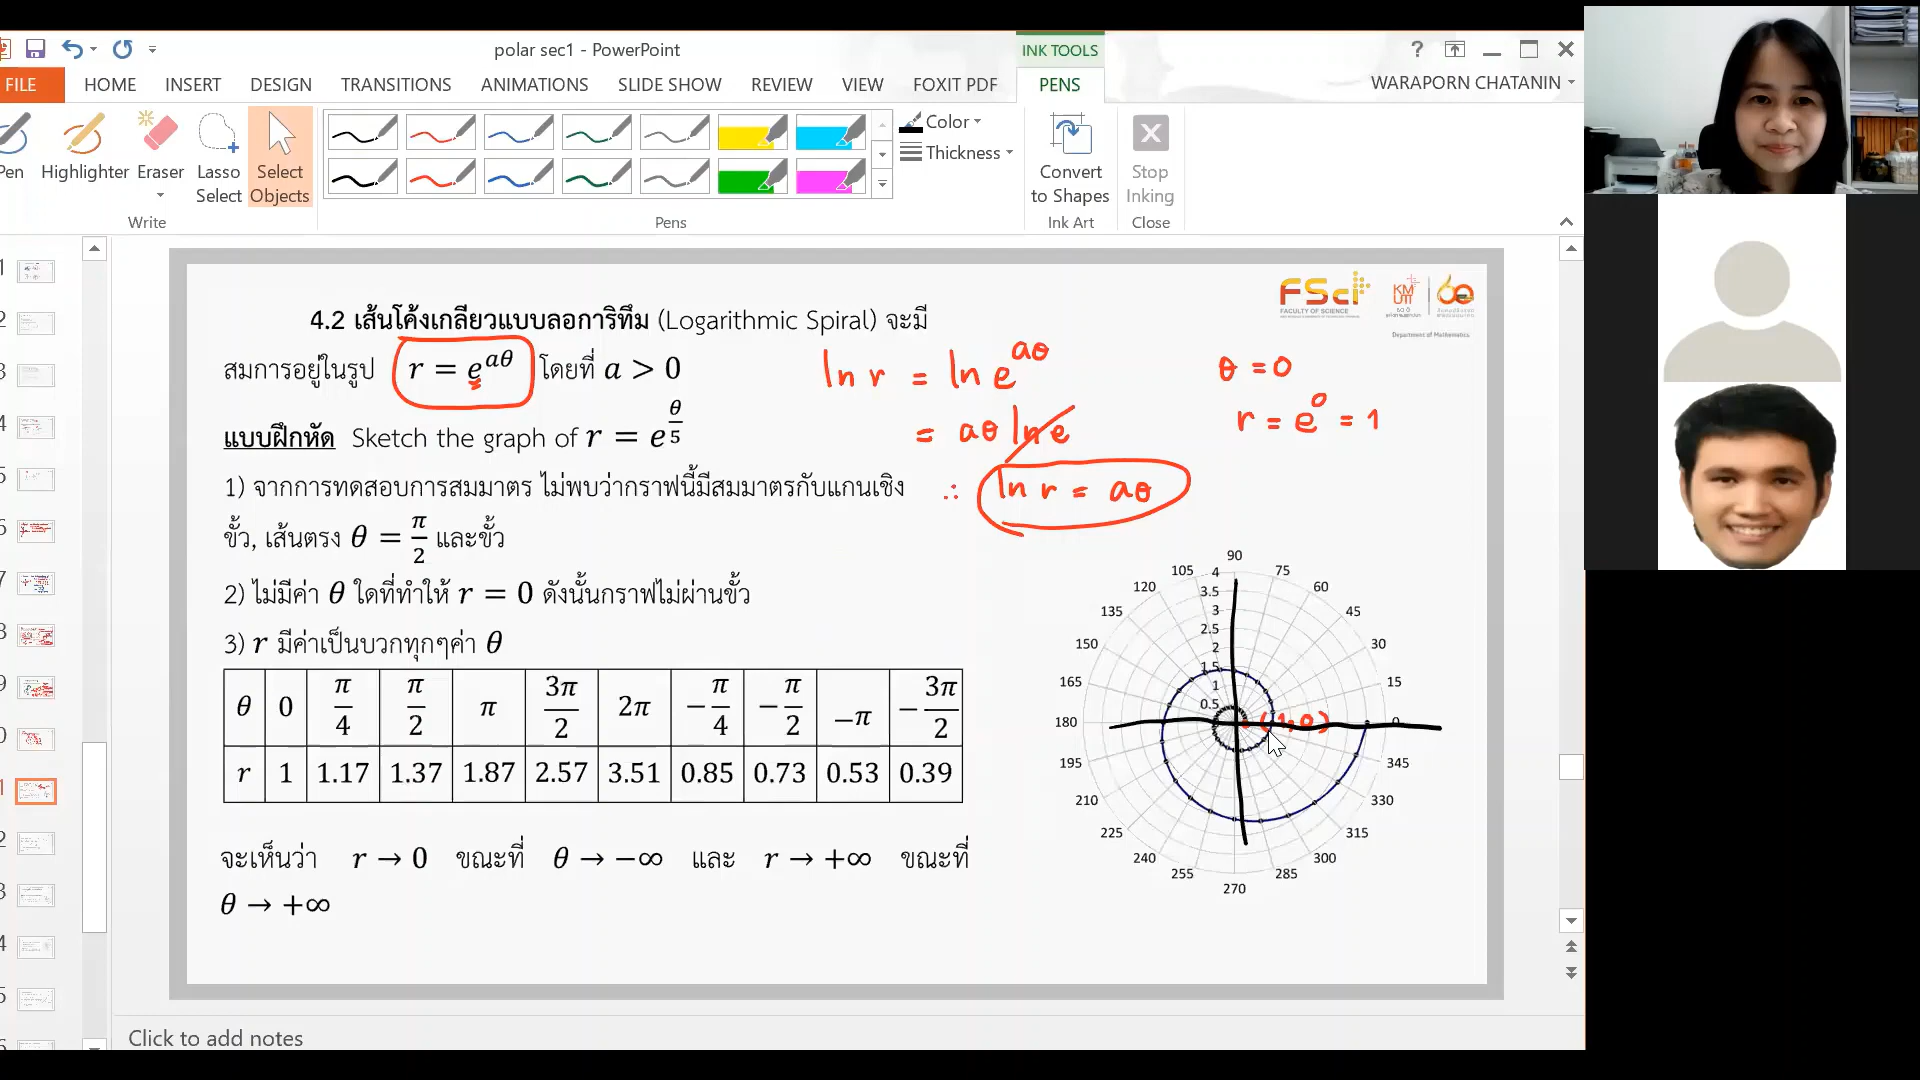 polar sec1 - PowerPoint
INK TOOLS
FILE HOME INSERT DESIGN TRANSITIONS ANIMATIONS SLIDE SHOW REVIEW VIEW FOXIT PDF PENS
WARAPORN CHATANIN
Pen Highlighter Eraser Lasso Select Select Objects
Color
Thickness
Convert to Shapes
Stop Inking
Write Pens Ink Art Close
FSci
FACULTY OF SCIENCE
KMUTT
Department of Mathematics
4.2 เส้นโค้งเกลียวแบบลอการิทึม (Logarithmic Spiral) จะมี
สมการอยู่ในรูป r = e^{aθ} โดยที่ a > 0
ln r = ln e^{aθ}
= aθ ln e
∴ ln r = aθ
θ = 0
r = e^0 = 1
แบบฝึกหัด Sketch the graph of r = e^{θ/5}
1) จากการทดสอบการสมมาตร ไม่พบว่ากราฟนี้มีสมมาตรกับแกนเชิง
ขั้ว, เส้นตรง θ = π/2 และขั้ว
2) ไม่มีค่า θ ใดที่ทำให้ r = 0 ดังนั้นกราฟไม่ผ่านขั้ว
3) r มีค่าเป็นบวกทุกๆค่า θ
θ 0 π/4 π/2 π 3π/2 2π −π/4 −π/2 −π −3π/2
r 1 1.17 1.37 1.87 2.57 3.51 0.85 0.73 0.53 0.39
จะเห็นว่า r → 0 ขณะที่ θ → −∞ และ r → +∞ ขณะที่
θ → +∞
90
105 4 75
120 3.5 60
135 3 45
2.5
150 2 30
1.5
165 1 15
0.5
180 (1,0) 0
195 345
210 330
225 315
240 300
255 285
270
Click to add notes